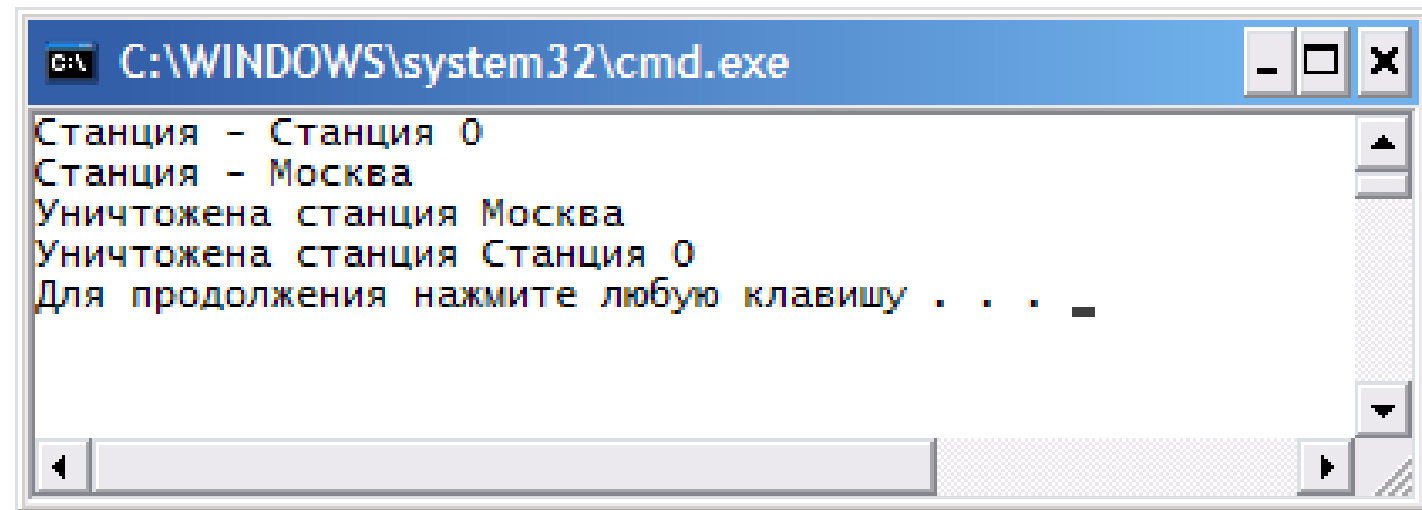 C:\WINDOWS\system32\cmd.exe
Станция - Станция 0
Станция - Москва
Уничтожена станция Москва
Уничтожена станция Станция 0
Для продолжения нажмите любую клавишу . . . _